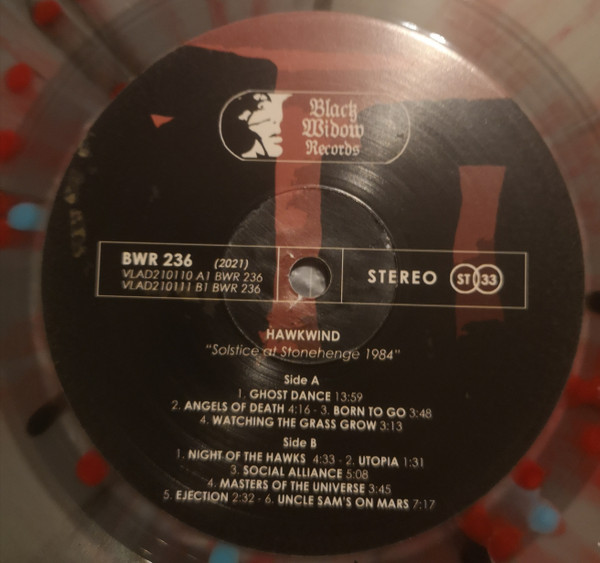 Black
Widow
Records
BWR 236 (2021)
VLAD210110 A1 BWR 236
VLAD210111 B1 BWR 236
STEREO ST 33
HAWKWIND
"Solstice at Stonehenge 1984"
Side A
1. GHOST DANCE 13:59
2. ANGELS OF DEATH 4:16 - 3. BORN TO GO 3:48
4. WATCHING THE GRASS GROW 3:13
Side B
1. NIGHT OF THE HAWKS 4:33 - 2. UTOPIA 1:31
3. SOCIAL ALLIANCE 5:08
4. MASTERS OF THE UNIVERSE 3:45
5. EJECTION 2:32 - 6. UNCLE SAM'S ON MARS 7:17